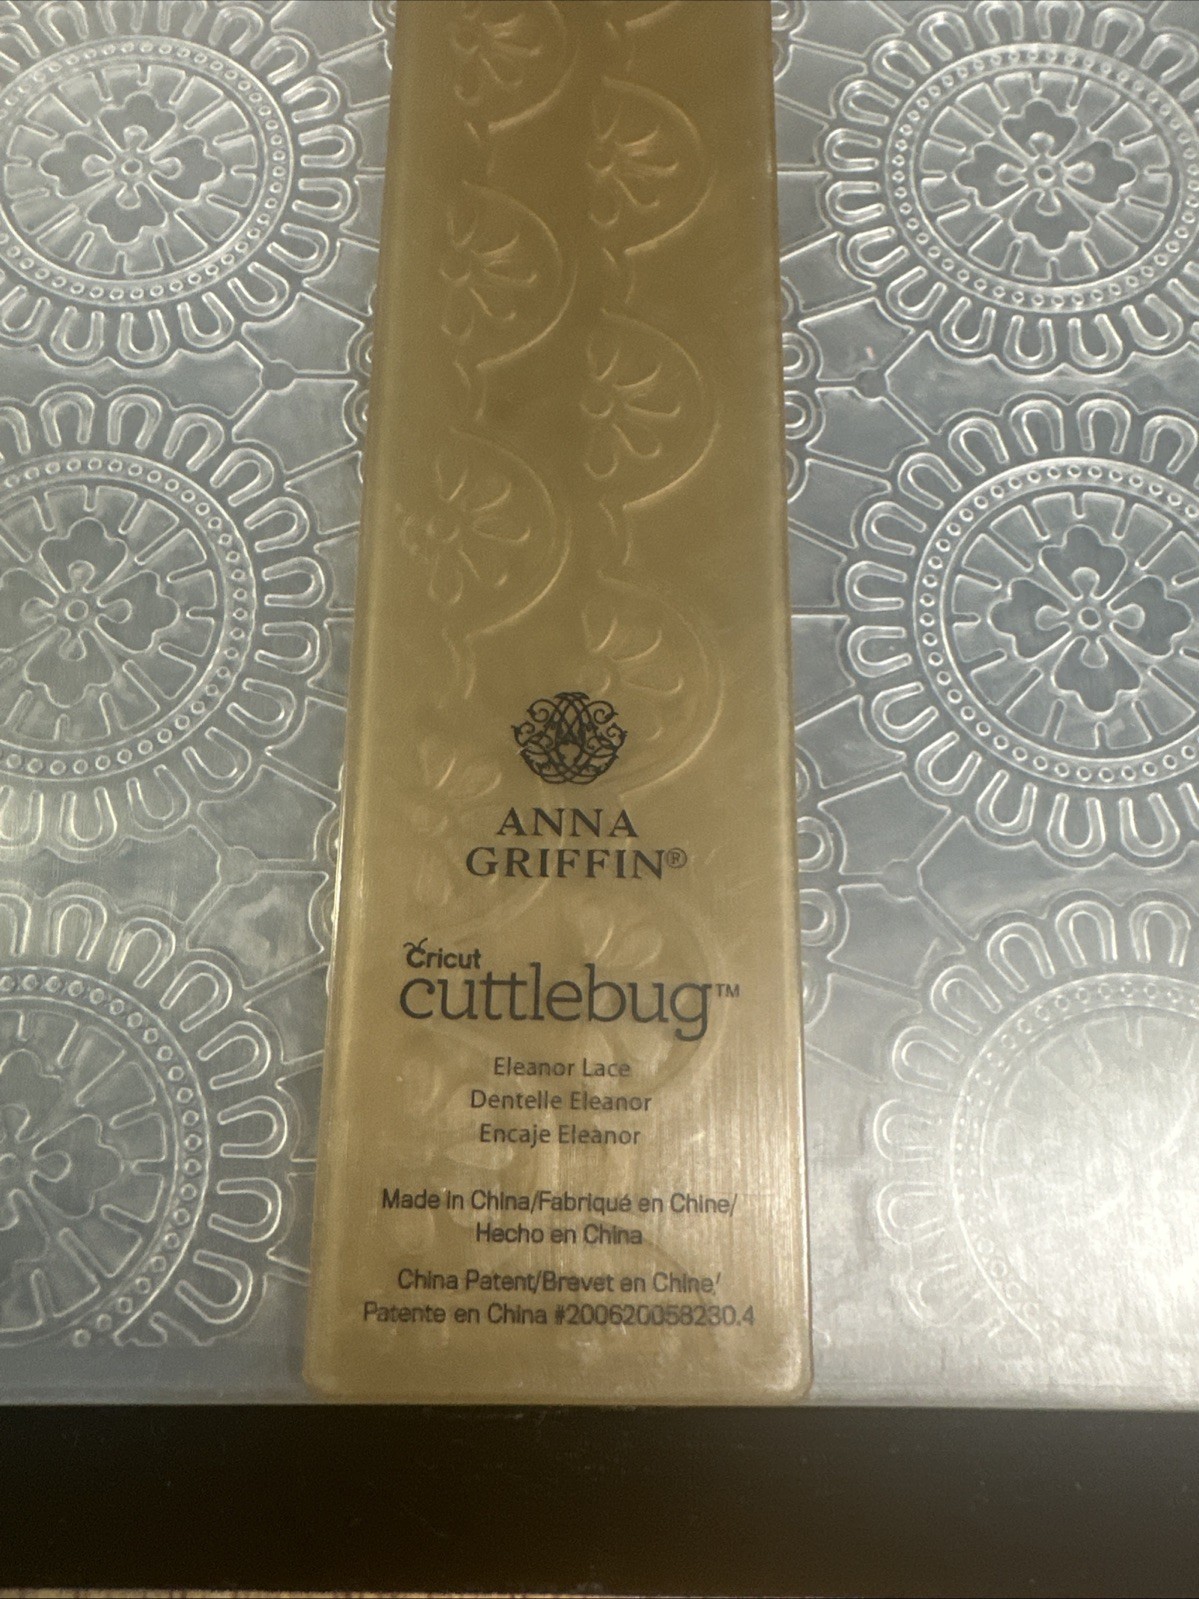 ANNA
GRIFFIN®
Cricut
cuttlebug™
Eleanor Lace
Dentelle Eleanor
Encaje Eleanor
Made in China/Fabriqué en Chine/
Hecho en China
China Patent/Brevet en Chine/
Patente en China #200620058230.4